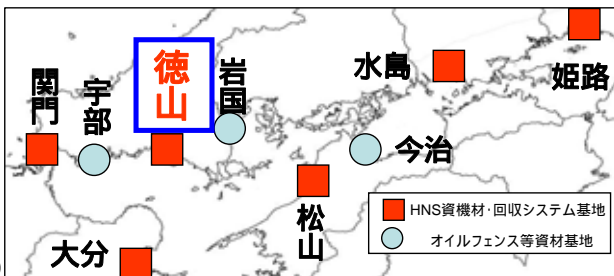 関門
宇部
徳山
岩国
水島
姫路
今治
松山
大分
HNS資機材･回収システム基地
オイルフェンス等資材基地